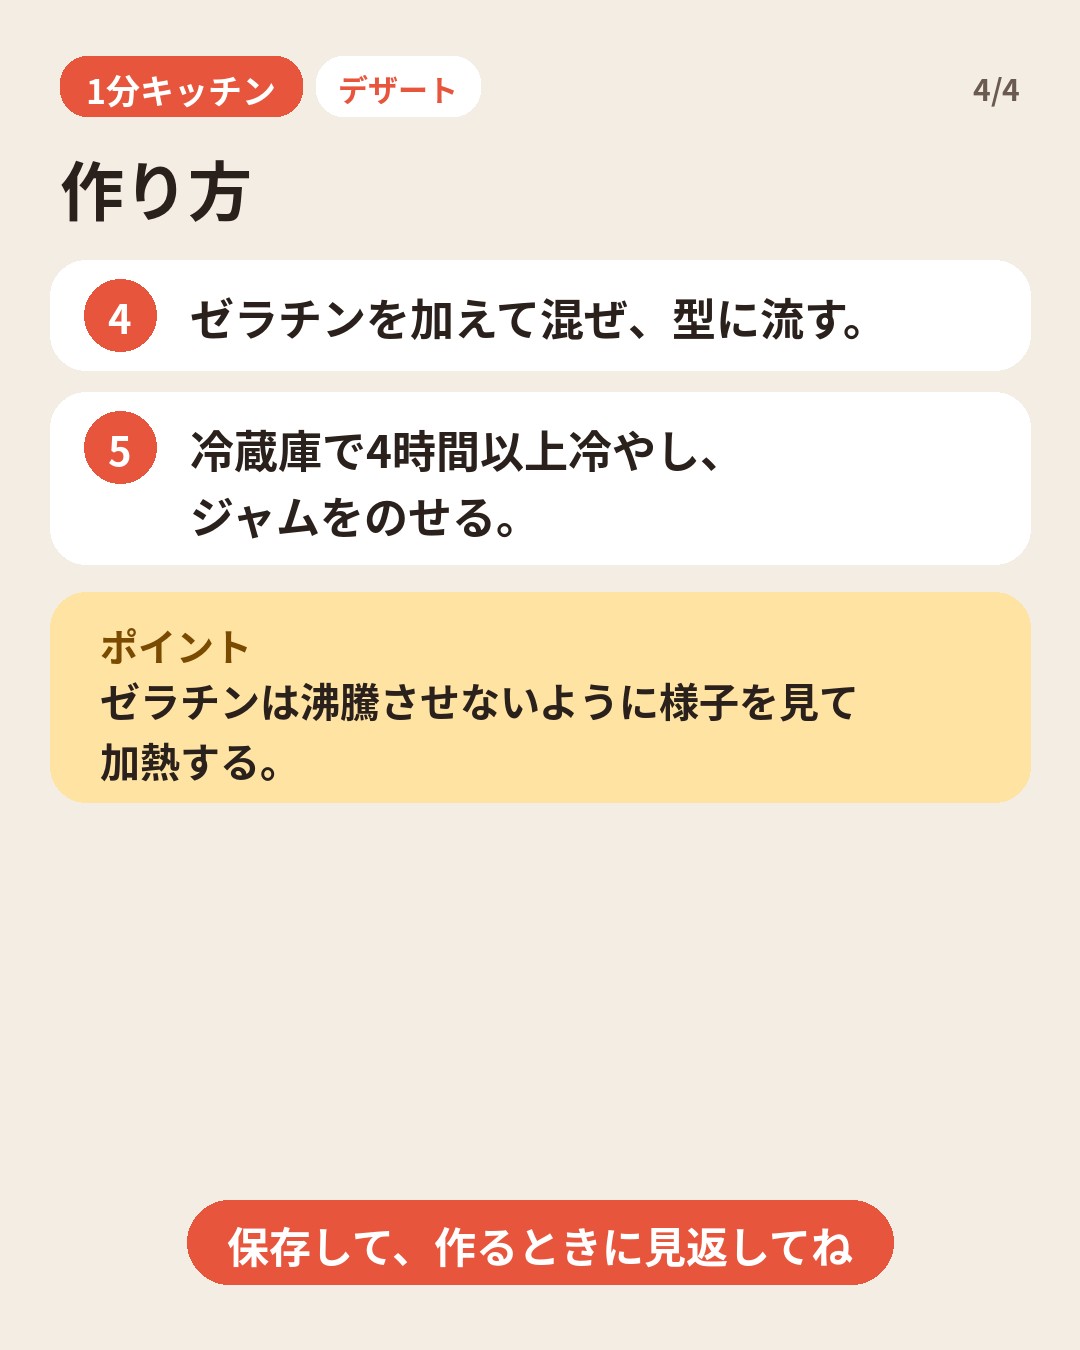 1分キッチン デザート 4/4
作り方
4 ゼラチンを加えて混ぜ、型に流す。
5 冷蔵庫で4時間以上冷やし、
ジャムをのせる。
ポイント
ゼラチンは沸騰させないように様子を見て
加熱する。
保存して、作るときに見返してね